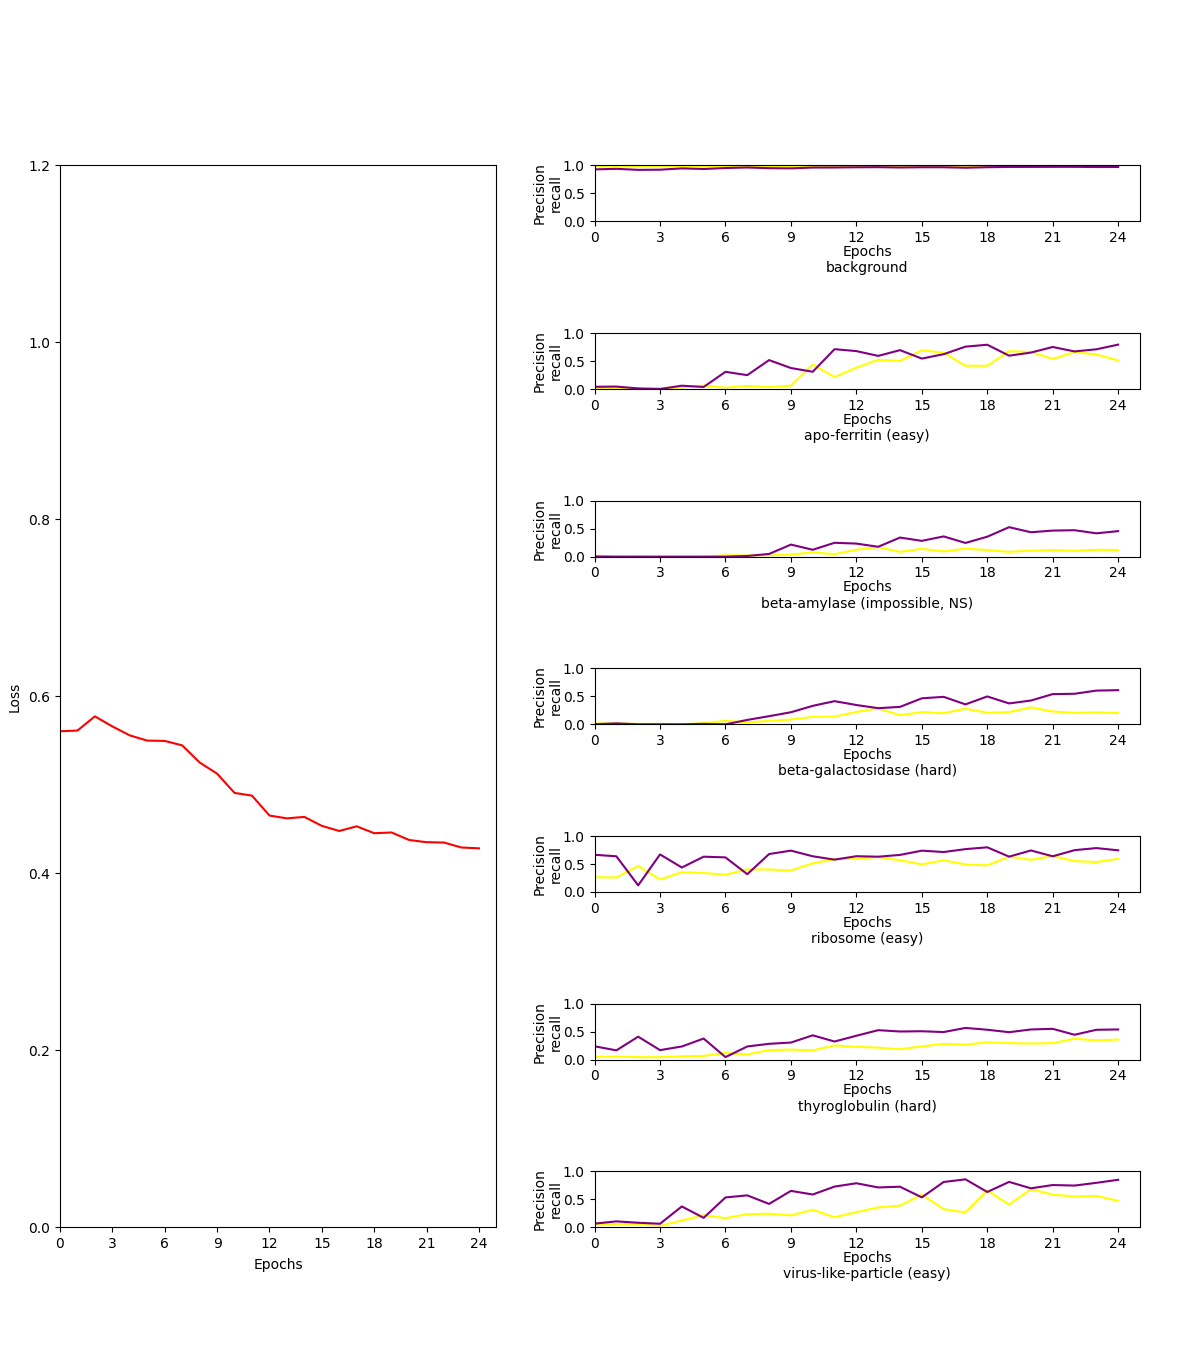 1.2
1.0
0.8
0.6
0.4
0.2
0.0
Loss
0 3 6 9 12 15 18 21 24
Epochs
Precision
recall
1.0
0.5
0.0
0 3 6 9 12 15 18 21 24
Epochs
background
Precision
recall
1.0
0.5
0.0
0 3 6 9 12 15 18 21 24
Epochs
apo-ferritin (easy)
Precision
recall
1.0
0.5
0.0
0 3 6 9 12 15 18 21 24
Epochs
beta-amylase (impossible, NS)
Precision
recall
1.0
0.5
0.0
0 3 6 9 12 15 18 21 24
Epochs
beta-galactosidase (hard)
Precision
recall
1.0
0.5
0.0
0 3 6 9 12 15 18 21 24
Epochs
ribosome (easy)
Precision
recall
1.0
0.5
0.0
0 3 6 9 12 15 18 21 24
Epochs
thyroglobulin (hard)
Precision
recall
1.0
0.5
0.0
0 3 6 9 12 15 18 21 24
Epochs
virus-like-particle (easy)